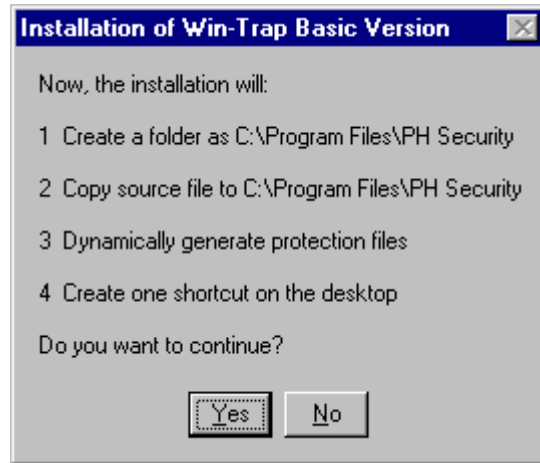 Installation of Win-Trap Basic Version
Now, the installation will:
1 Create a folder as C:\Program Files\PH Security
2 Copy source file to C:\Program Files\PH Security
3 Dynamically generate protection files
4 Create one shortcut on the desktop
Do you want to continue?
Yes No